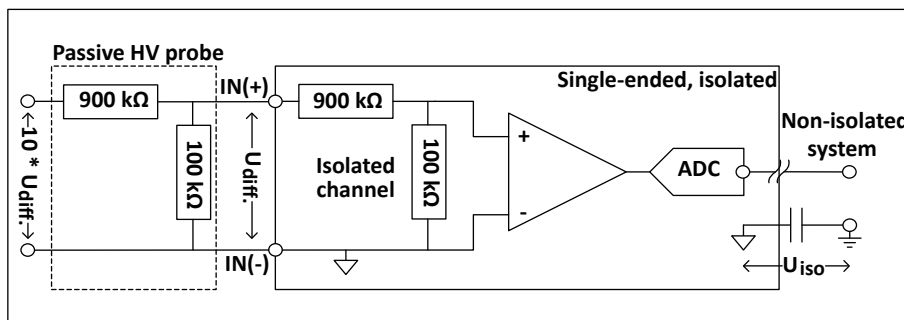 Passive HV probe
Single-ended, isolated
IN(+)
900 kΩ
900 kΩ
Non-isolated
system
10 * Udiff.
100 kΩ
Udiff.
Isolated
channel
100 kΩ
+
-
ADC
IN(-)
Uiso